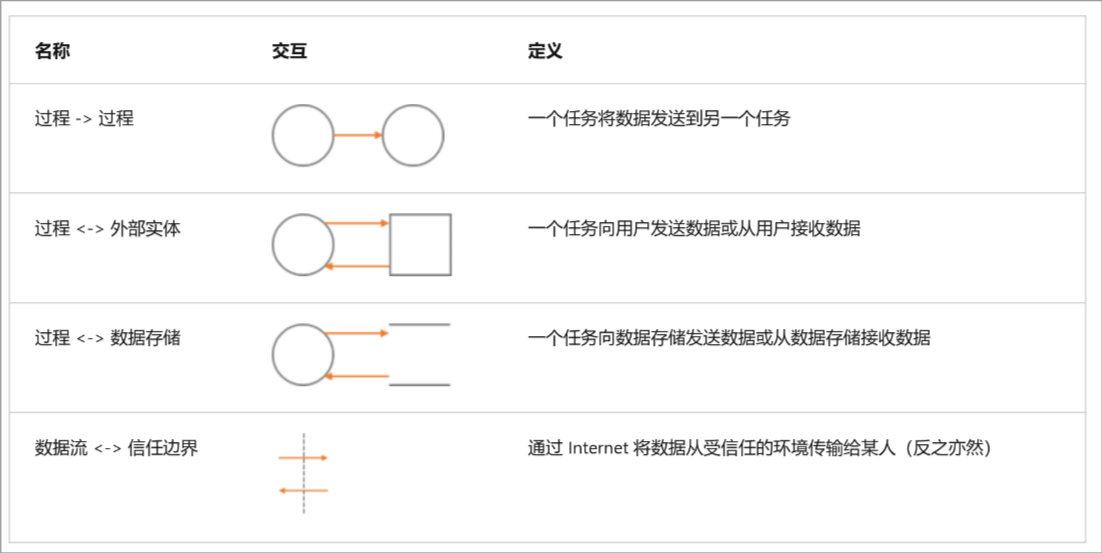 名称 交互 定义
过程 -> 过程 一个任务将数据发送到另一个任务
过程 <-> 外部实体 一个任务向用户发送数据或从用户接收数据
过程 <-> 数据存储 一个任务向数据存储发送数据或从数据存储接收数据
数据流 <-> 信任边界 通过 Internet 将数据从受信任的环境传输给某人（反之亦然）